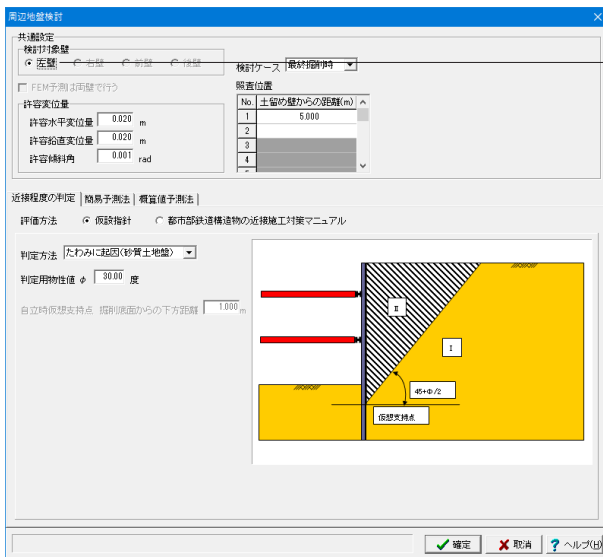 周辺地盤検討
共通設定
検討対象壁
左壁 右壁 前壁 後壁
FEM予測は両壁で行う
許容変位量
許容水平変位量 0.020 m
許容鉛直変位量 0.020 m
許容傾斜角 0.001 rad
検討ケース 最終掘削時
照査位置
No. 土留め壁からの距離(m)
1 5.000
2
3
4
近接程度の判定 簡易予測法 概算値予測法
評価方法 仮設指針 都市部鉄道構造物の近接施工対策マニュアル
判定方法 たわみに起因(砂質土地盤)
判定用物性値 φ 30.00 度
自立時仮想支持点 掘削底面からの下方距離 1.000 m
II
I
45+Φ/2
仮想支持点
確定 取消 ヘルプ(H)